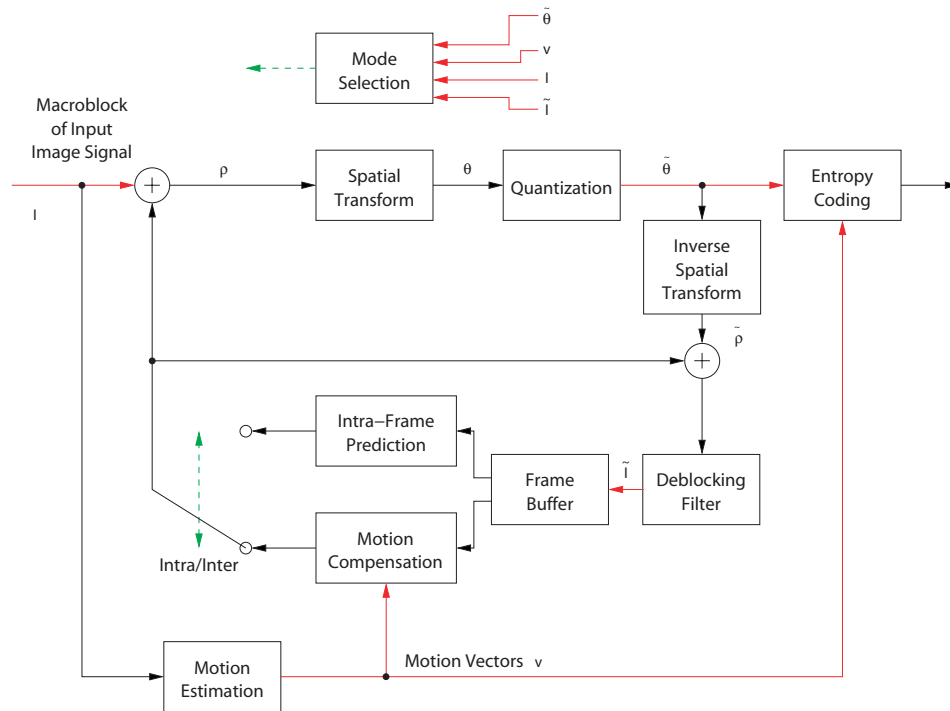 θ̃
v
I
Ĩ
Mode
Selection
Macroblock
of Input
Image Signal
I
ρ
Spatial
Transform
θ
Quantization
θ̃
Entropy
Coding
Inverse
Spatial
Transform
ρ̃
Intra–Frame
Prediction
Frame
Buffer
Ĩ
Deblocking
Filter
Motion
Compensation
Intra/Inter
Motion
Estimation
Motion Vectors v